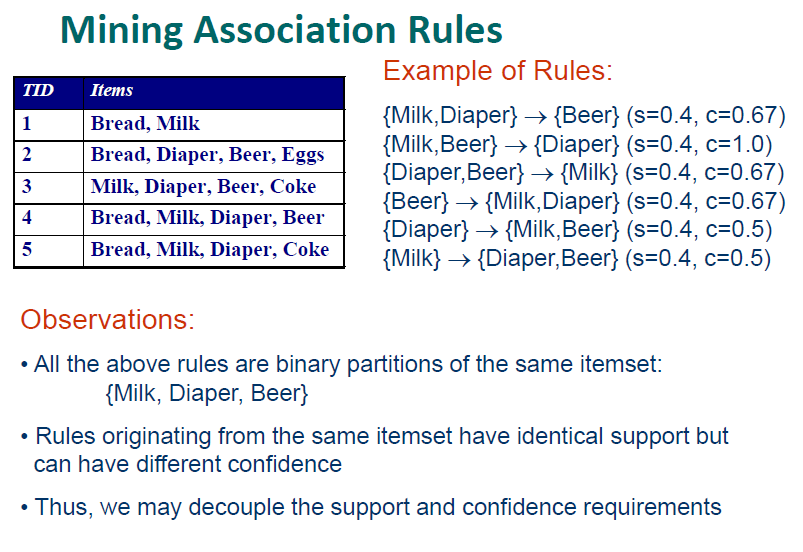 Mining Association Rules
TID Items
1 Bread, Milk
2 Bread, Diaper, Beer, Eggs
3 Milk, Diaper, Beer, Coke
4 Bread, Milk, Diaper, Beer
5 Bread, Milk, Diaper, Coke
Example of Rules:
{Milk,Diaper} → {Beer} (s=0.4, c=0.67)
{Milk,Beer} → {Diaper} (s=0.4, c=1.0)
{Diaper,Beer} → {Milk} (s=0.4, c=0.67)
{Beer} → {Milk,Diaper} (s=0.4, c=0.67)
{Diaper} → {Milk,Beer} (s=0.4, c=0.5)
{Milk} → {Diaper,Beer} (s=0.4, c=0.5)
Observations:
• All the above rules are binary partitions of the same itemset:
{Milk, Diaper, Beer}
• Rules originating from the same itemset have identical support but
can have different confidence
• Thus, we may decouple the support and confidence requirements